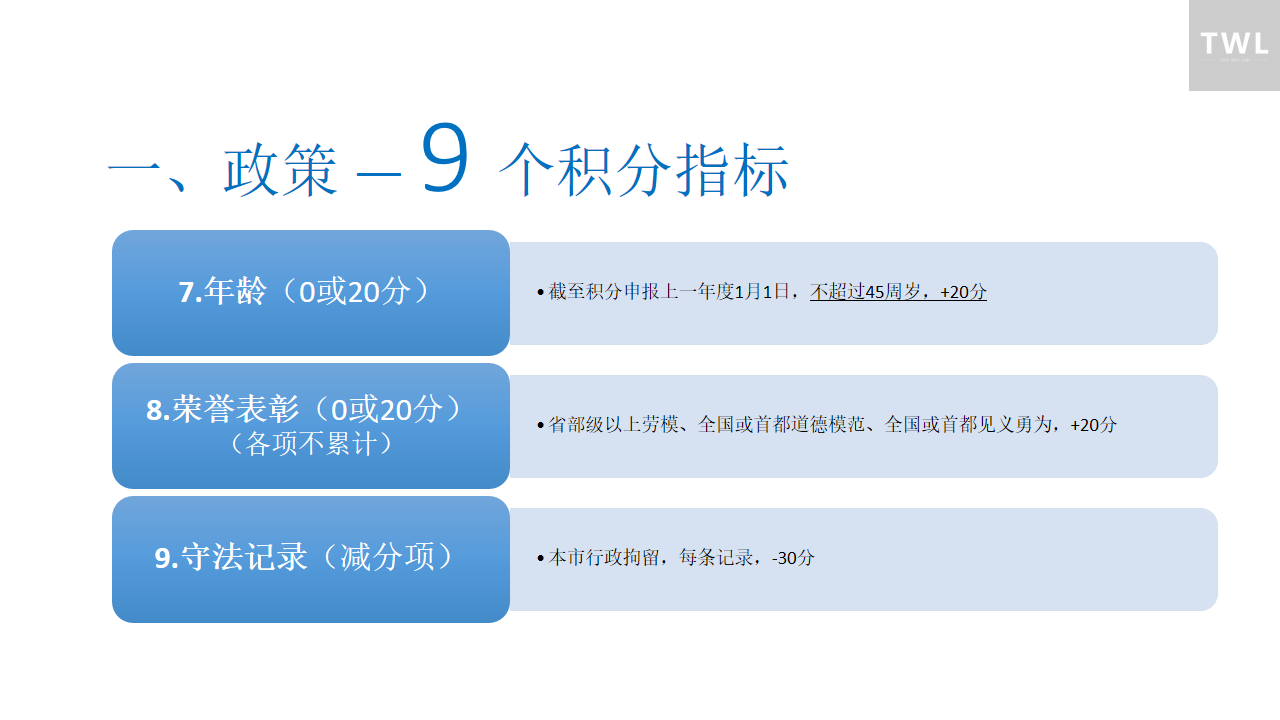 TWL
一、政策 – 9 个积分指标
7.年龄（0或20分）
•截至积分申报上一年度1月1日，不超过45周岁，+20分
8.荣誉表彰（0或20分）
（各项不累计）
•省部级以上劳模、全国或首都道德模范、全国或首都见义勇为，+20分
9.守法记录（减分项）
•本市行政拘留，每条记录，-30分